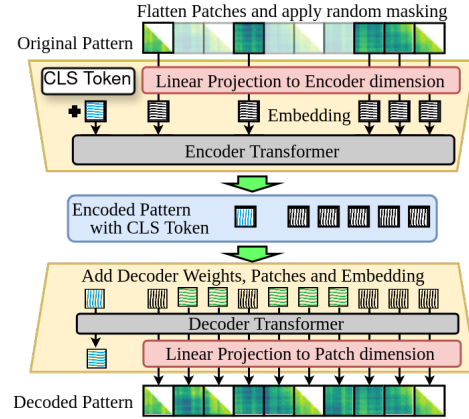 Flatten Patches and apply random masking
Original Pattern
CLS Token
Linear Projection to Encoder dimension
+
Embedding
Encoder Transformer
Encoded Pattern
with CLS Token
Add Decoder Weights, Patches and Embedding
Decoder Transformer
Linear Projection to Patch dimension
Decoded Pattern